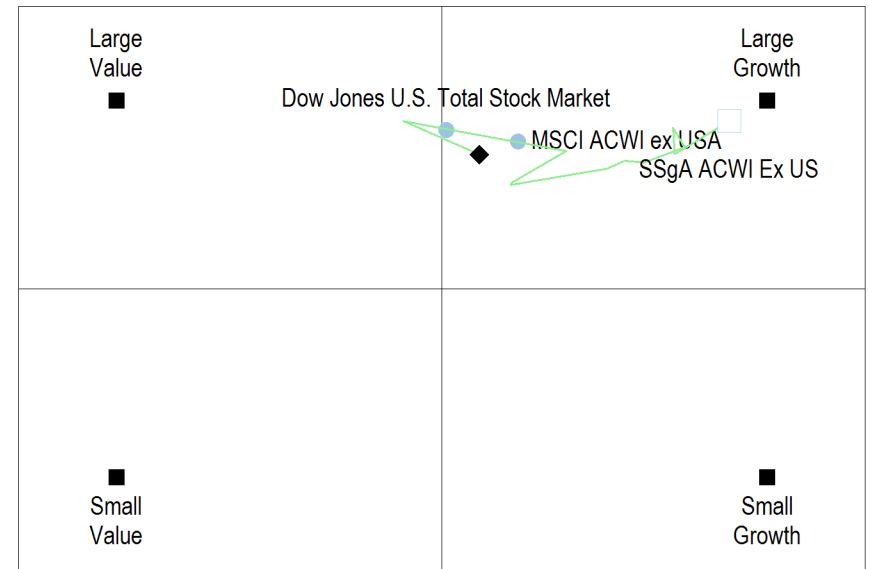 Large
Value
Large
Growth
Dow Jones U.S. Total Stock Market
MSCI ACWI ex USA
SSgA ACWI Ex US
Small
Value
Small
Growth